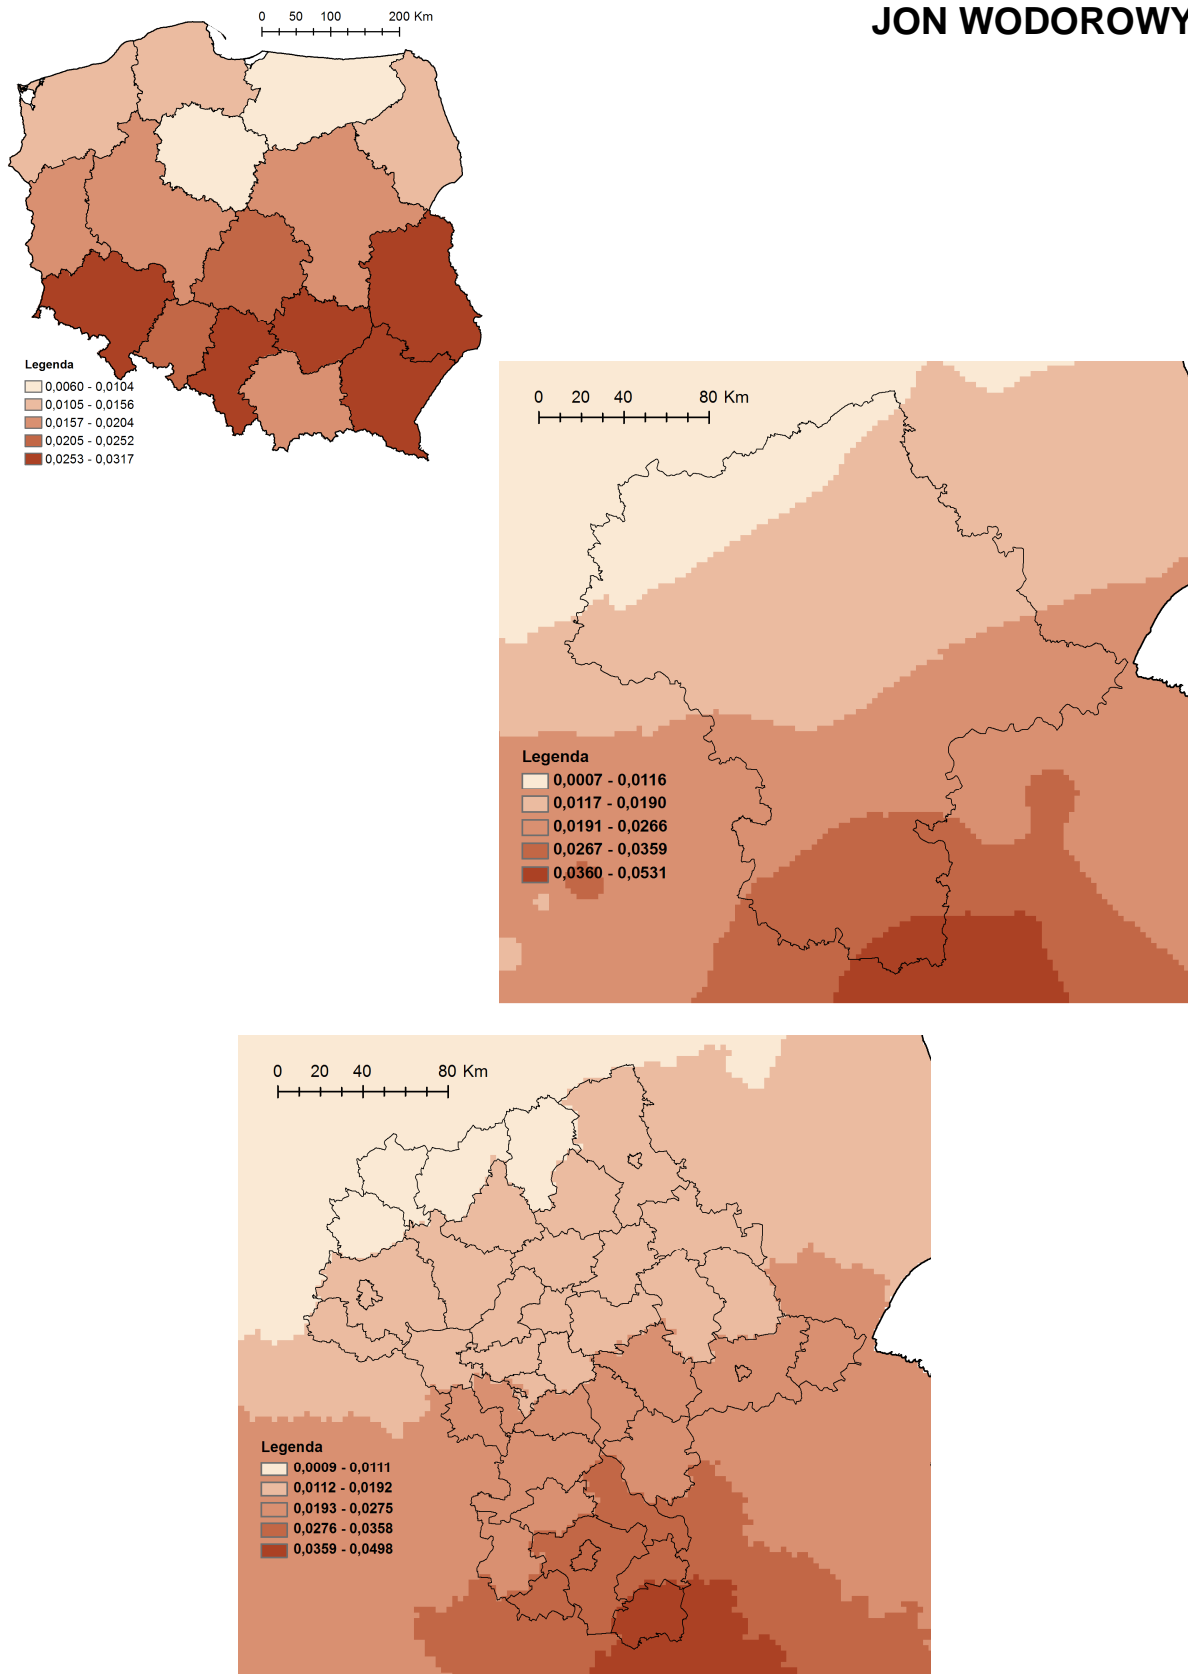 JON WODOROWY
0 50 100 200 Km
Legenda
0,0060 - 0,0104
0,0105 - 0,0156
0,0157 - 0,0204
0,0205 - 0,0252
0,0253 - 0,0317
0 20 40 80 Km
Legenda
0,0007 - 0,0116
0,0117 - 0,0190
0,0191 - 0,0266
0,0267 - 0,0359
0,0360 - 0,0531
0 20 40 80 Km
Legenda
0,0009 - 0,0111
0,0112 - 0,0192
0,0193 - 0,0275
0,0276 - 0,0358
0,0359 - 0,0498